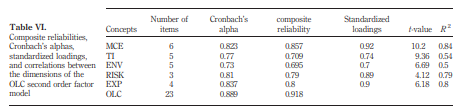 Table VI.
Composite reliabilities,
Cronbach's alphas,
standardized loadings,
and correlations between
the dimensions of the
OLC second order factor
model
Concepts Number of items Cronbach's alpha composite reliability Standardized loadings t-value R²
MCE 6 0.823 0.857 0.92 10.2 0.84
TI 5 0.77 0.709 0.74 9.36 0.54
ENV 5 0.73 0.695 0.7 6.69 0.5
RISK 3 0.81 0.79 0.89 4.12 0.79
EXP 4 0.837 0.8 0.9 6.18 0.8
OLC 23 0.889 0.918